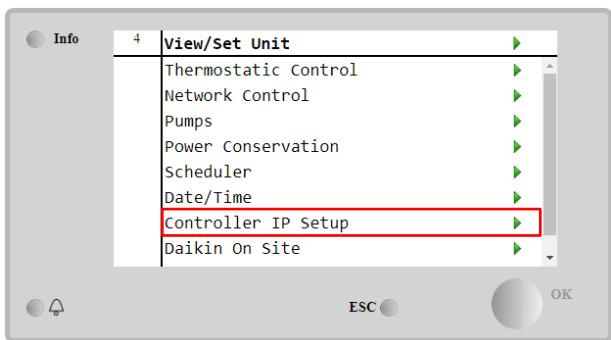 Info
4 View/Set Unit
Thermostatic Control
Network Control
Pumps
Power Conservation
Scheduler
Date/Time
Controller IP Setup
Daikin On Site
ESC
OK